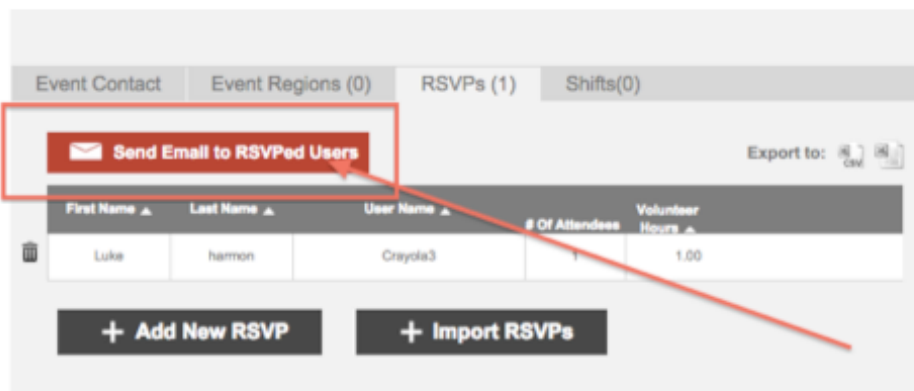 Event Contact Event Regions (0) RSVPs (1) Shifts(0)
Send Email to RSVPed Users
Export to:
CSV
First Name Last Name User Name # Of Attendees Volunteer Hours
Luke harmon Crayola3 1 1.00
+ Add New RSVP + Import RSVPs